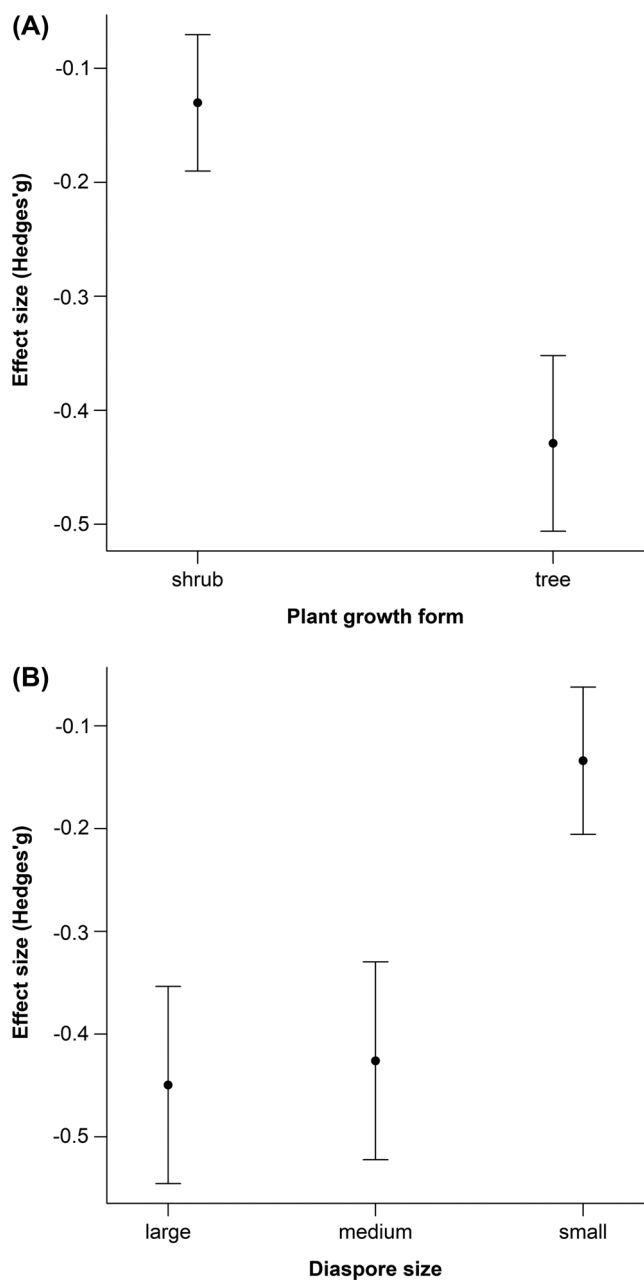 (A)
Effect size (Hedges'g)
-0.1
-0.2
-0.3
-0.4
-0.5
shrub tree
Plant growth form
(B)
Effect size (Hedges'g)
-0.1
-0.2
-0.3
-0.4
-0.5
large medium small
Diaspore size